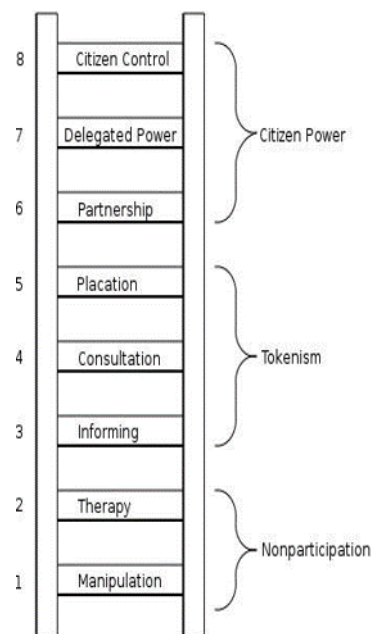 8 Citizen Control
7 Delegated Power
Citizen Power
6 Partnership
5 Placation
4 Consultation
Tokenism
3 Informing
2 Therapy
Nonparticipation
1 Manipulation